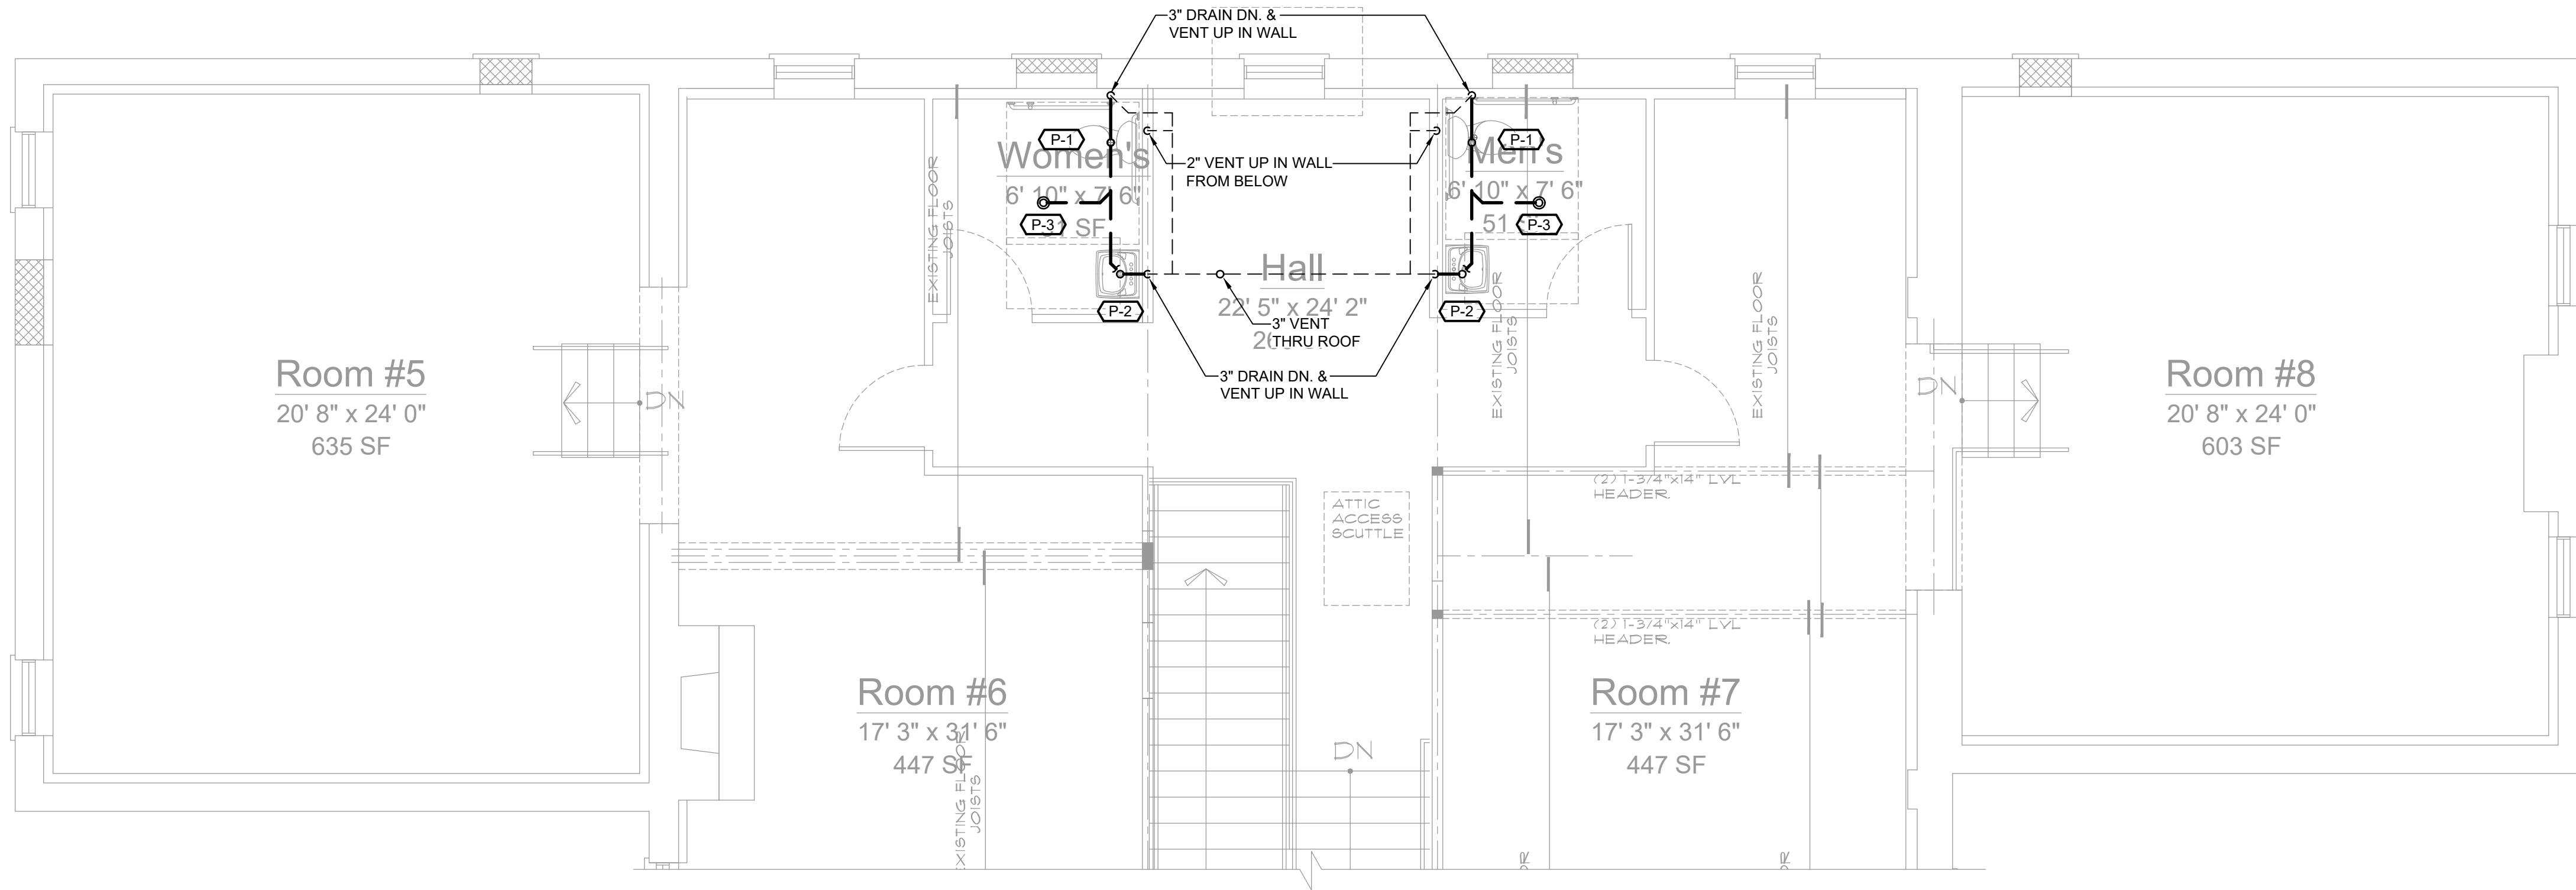 3" DRAIN DN. &
VENT UP IN WALL
P-1
P-1
Women's
6' 10" x 7' 6"
SF
P-3
P-2
2" VENT UP IN WALL
FROM BELOW
Men's
6' 10" x 7' 6"
51
P-3
P-2
Hall
22' 5" x 24' 2"
3" VENT
THRU ROOF
3" DRAIN DN. &
VENT UP IN WALL
EXISTING FLOOR
JOISTS
EXISTING FLOOR
JOISTS
EXISTING FLOOR
JOISTS
Room #5
20' 8" x 24' 0"
635 SF
DN
DN
Room #8
20' 8" x 24' 0"
603 SF
ATTIC
ACCESS
SCUTTLE
(2) 1-3/4"x14" LVL
HEADER.
(2) 1-3/4"x14" LVL
HEADER.
Room #6
17' 3" x 31' 6"
447 SF
EXISTING FLOOR
JOISTS
DN
Room #7
17' 3" x 31' 6"
447 SF